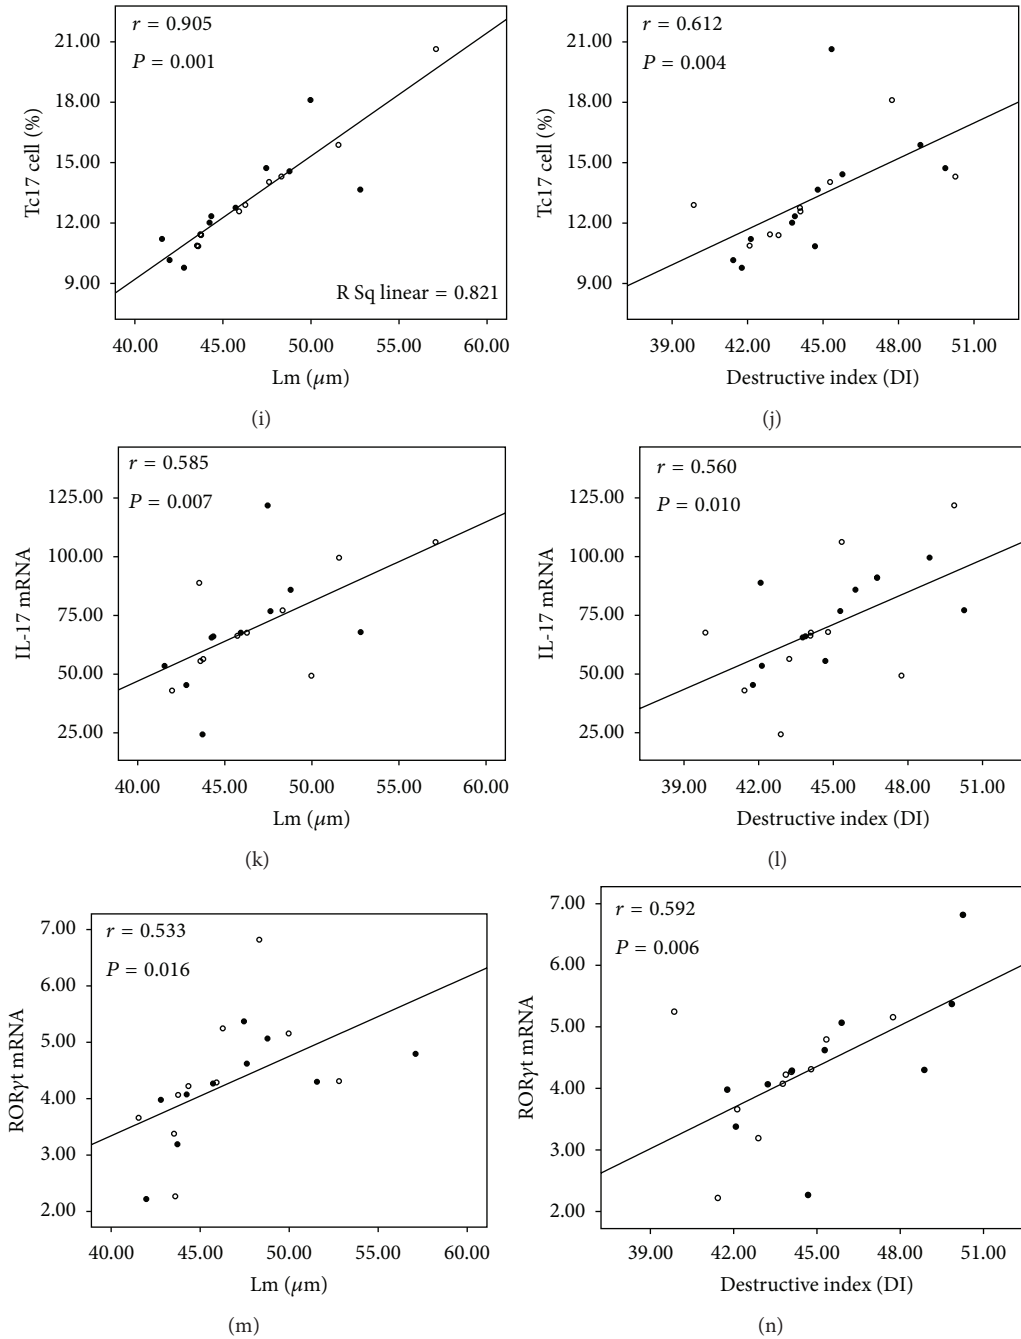 r = 0.905
P = 0.001
21.00
18.00
15.00
12.00
9.00
Tc17 cell (%)
R Sq linear = 0.821
40.00 45.00 50.00 55.00 60.00
Lm (μm)
(i)
r = 0.612
P = 0.004
21.00
18.00
15.00
12.00
9.00
Tc17 cell (%)
39.00 42.00 45.00 48.00 51.00
Destructive index (DI)
(j)
r = 0.585
P = 0.007
125.00
100.00
75.00
50.00
25.00
IL-17 mRNA
40.00 45.00 50.00 55.00 60.00
Lm (μm)
(k)
r = 0.560
P = 0.010
125.00
100.00
75.00
50.00
25.00
IL-17 mRNA
39.00 42.00 45.00 48.00 51.00
Destructive index (DI)
(l)
r = 0.533
P = 0.016
7.00
6.00
5.00
4.00
3.00
2.00
RORγt mRNA
40.00 45.00 50.00 55.00 60.00
Lm (μm)
(m)
r = 0.592
P = 0.006
7.00
6.00
5.00
4.00
3.00
2.00
RORγt mRNA
39.00 42.00 45.00 48.00 51.00
Destructive index (DI)
(n)